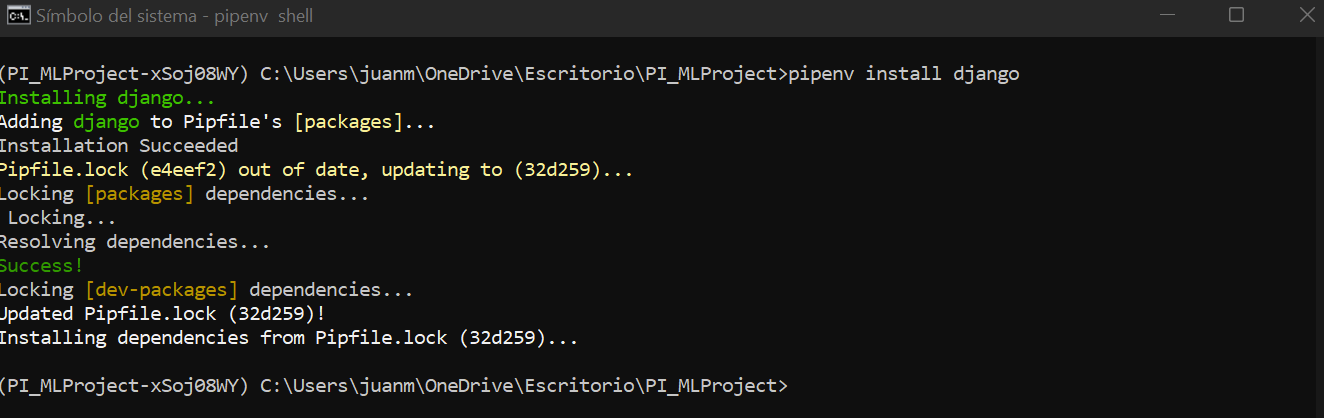 Símbolo del sistema - pipenv shell
(PI_MLProject-xSoj08WY) C:\Users\juanm\OneDrive\Escritorio\PI_MLProject>pipenv install django
Installing django...
Adding django to Pipfile's [packages]...
Installation Succeeded
Pipfile.lock (e4eef2) out of date, updating to (32d259)...
Locking [packages] dependencies...
Locking...
Resolving dependencies...
Success!
Locking [dev-packages] dependencies...
Updated Pipfile.lock (32d259)!
Installing dependencies from Pipfile.lock (32d259)...
(PI_MLProject-xSoj08WY) C:\Users\juanm\OneDrive\Escritorio\PI_MLProject>